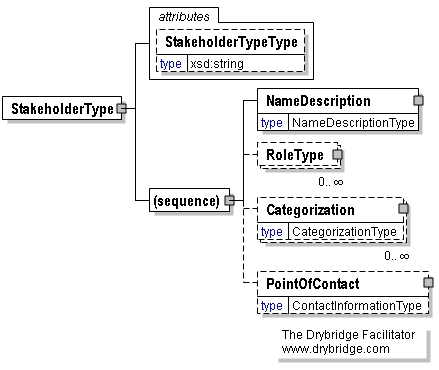 attributes
StakeholderTypeType
type xsd:string
StakeholderType
NameDescription
type NameDescriptionType
RoleType
0..∞
(sequence)
Categorization
type CategorizationType
0..∞
PointOfContact
type ContactInformationType
The Drybridge Facilitator
www.drybridge.com